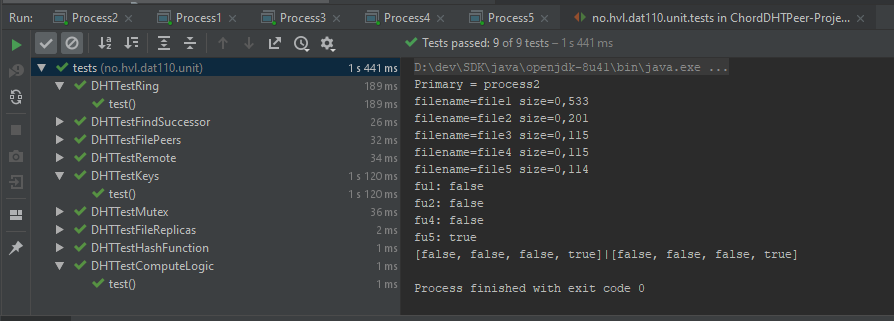 Run: Process2 × Process1 × Process3 × Process4 × Process5 × no.hvl.dat110.unit.tests in ChordDHTPeer-Proje... ×
Tests passed: 9 of 9 tests – 1 s 441 ms
tests (no.hvl.dat110.unit) 1 s 441 ms
DHTTestRing 189 ms
test() 189 ms
DHTTestFindSuccessor 26 ms
DHTTestFilePeers 32 ms
DHTTestRemote 34 ms
DHTTestKeys 1 s 120 ms
test() 1 s 120 ms
DHTTestMutex 36 ms
DHTTestFileReplicas 2 ms
DHTTestHashFunction 1 ms
DHTTestComputeLogic 1 ms
test() 1 ms
D:\dev\SDK\java\openjdk-8u41\bin\java.exe ...
Primary = process2
filename=file1 size=0,533
filename=file2 size=0,201
filename=file3 size=0,115
filename=file4 size=0,115
filename=file5 size=0,114
fu1: false
fu2: false
fu4: false
fu5: true
[false, false, false, true]|[false, false, false, true]
Process finished with exit code 0